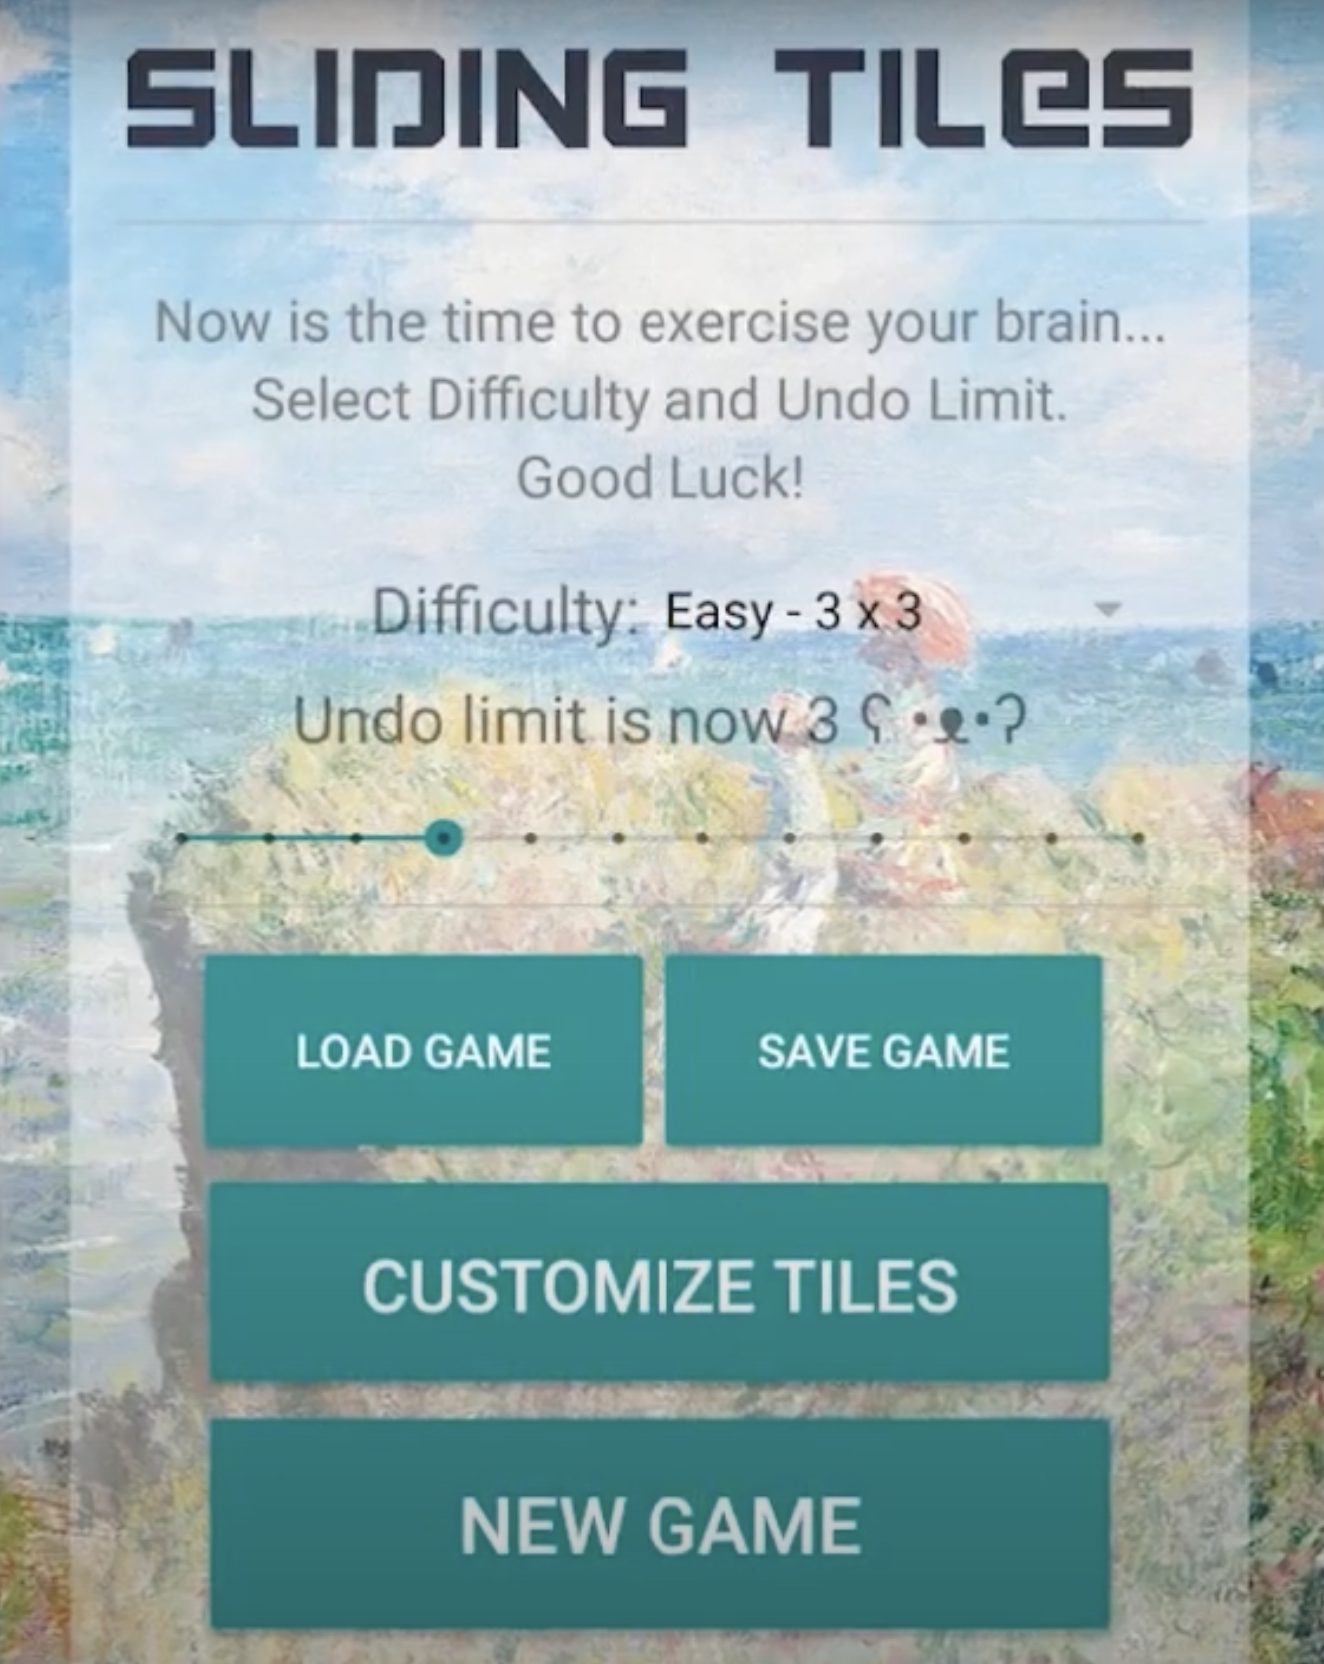 SLIDING TILES
Now is the time to exercise your brain...
Select Difficulty and Undo Limit.
Good Luck!
Difficulty: Easy - 3 x 3
Undo limit is now 3 ʕ •ᴥ•ʔ
LOAD GAME SAVE GAME
CUSTOMIZE TILES
NEW GAME